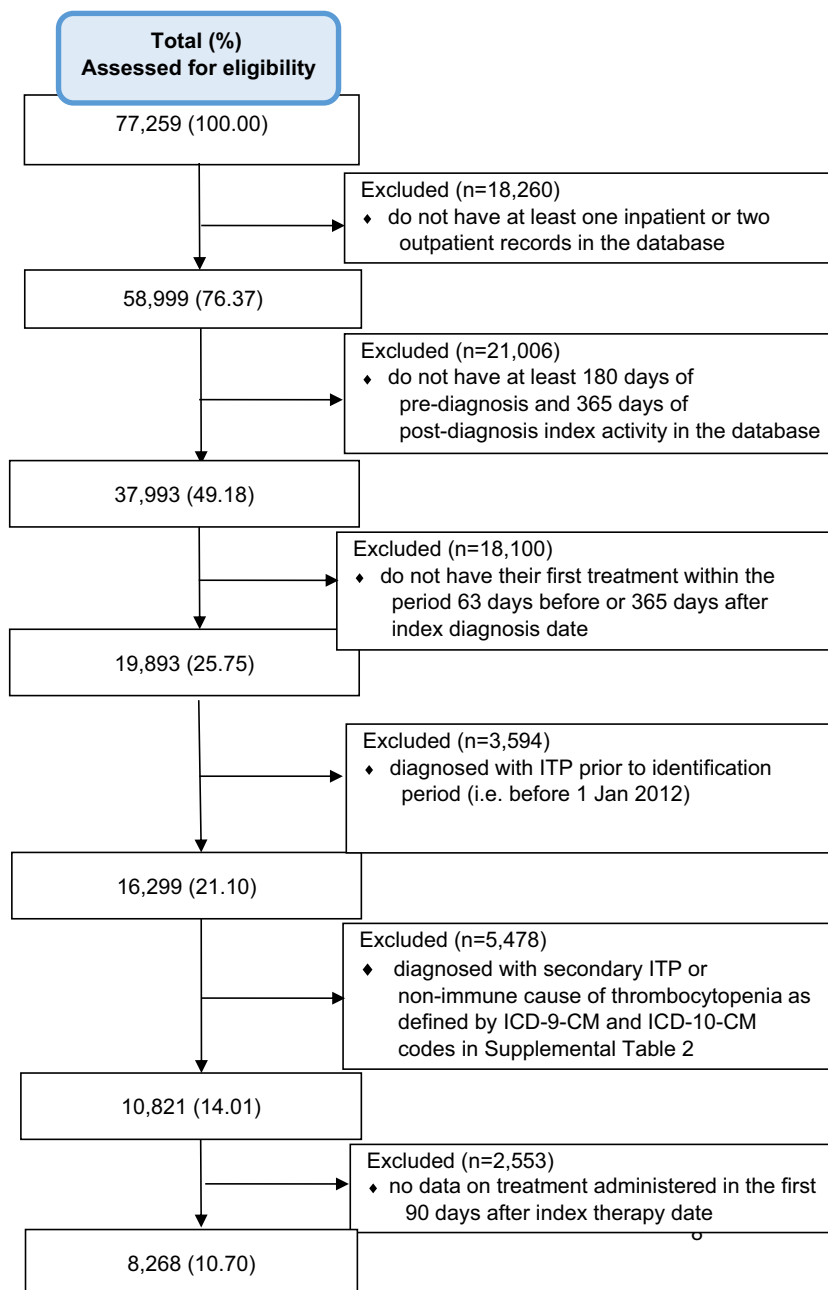 Total (%)
Assessed for eligibility
77,259 (100.00)
Excluded (n=18,260)
♦ do not have at least one inpatient or two
outpatient records in the database
58,999 (76.37)
Excluded (n=21,006)
♦ do not have at least 180 days of
pre-diagnosis and 365 days of
post-diagnosis index activity in the database
37,993 (49.18)
Excluded (n=18,100)
♦ do not have their first treatment within the
period 63 days before or 365 days after
index diagnosis date
19,893 (25.75)
Excluded (n=3,594)
♦ diagnosed with ITP prior to identification
period (i.e. before 1 Jan 2012)
16,299 (21.10)
Excluded (n=5,478)
♦ diagnosed with secondary ITP or
non-immune cause of thrombocytopenia as
defined by ICD-9-CM and ICD-10-CM
codes in Supplemental Table 2
10,821 (14.01)
Excluded (n=2,553)
♦ no data on treatment administered in the first
90 days after index therapy date
8,268 (10.70)